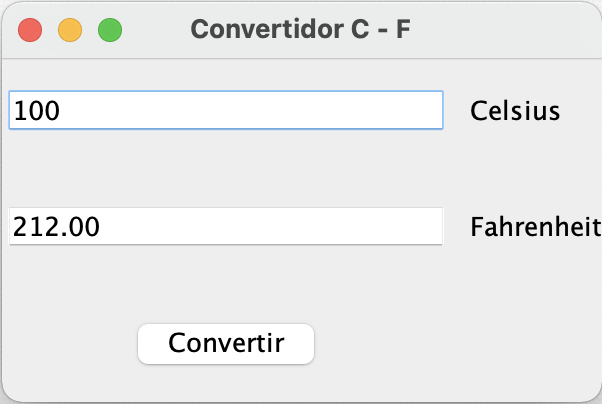 Convertidor C - F
100 Celsius
212.00 Fahrenheit
Convertir